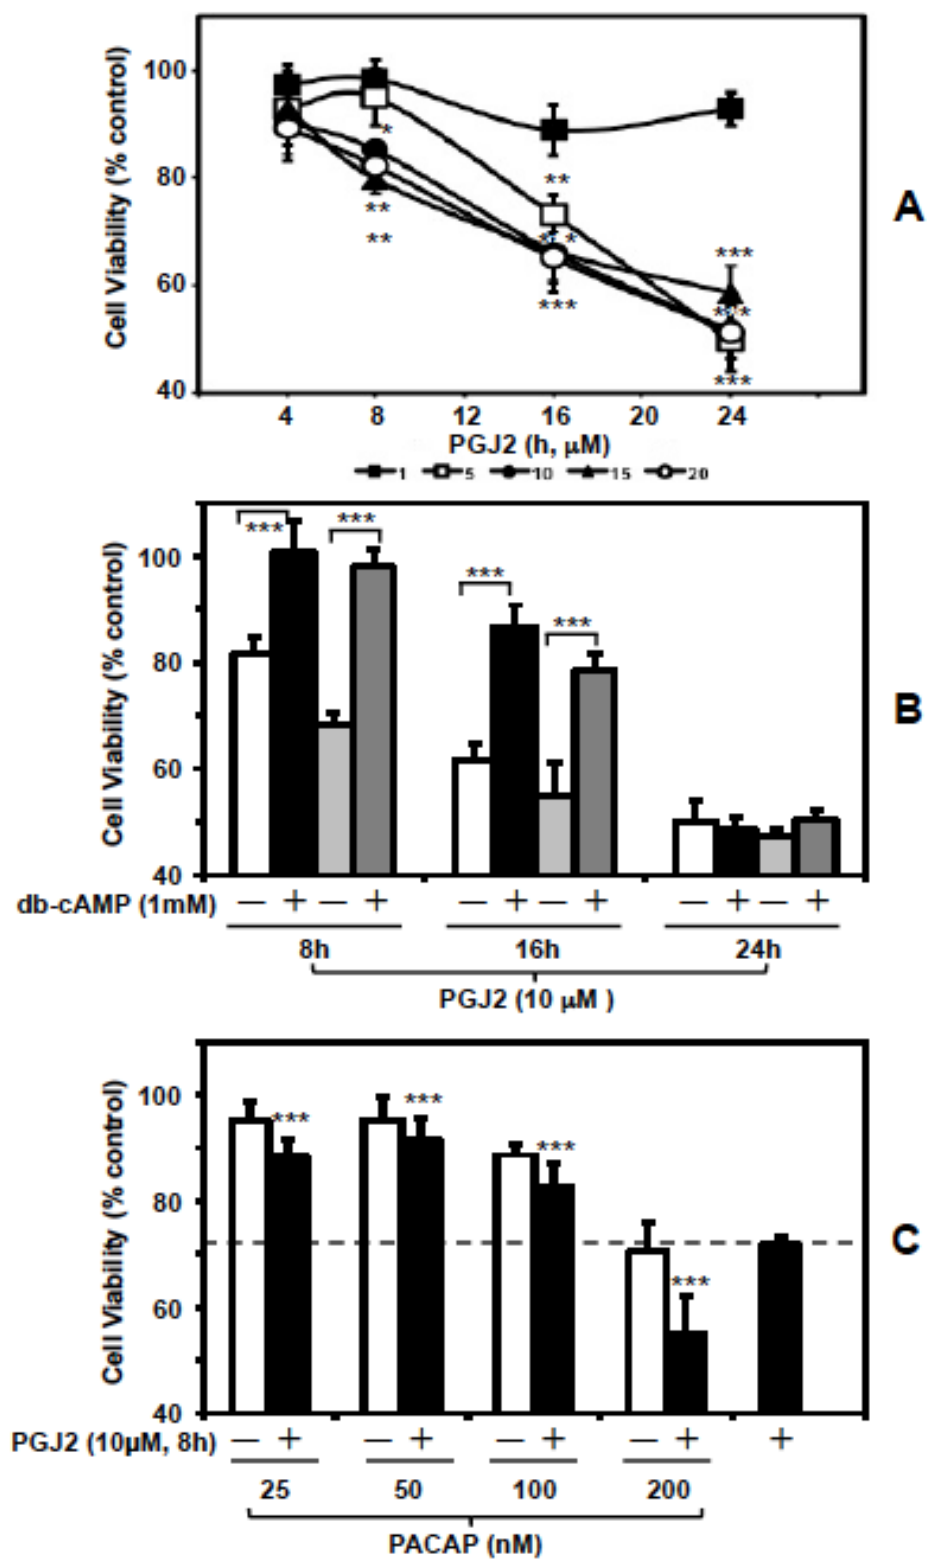 Cell Viability (% control)
100
80
60
40
*
**
**
**
* *
***
***
***
***
4 8 12 16 20 24
PGJ2 (h, µM)
1 5 10 15 20
A
Cell Viability (% control)
100
80
60
40
*** ***
*** ***
B
db-cAMP (1mM) — + — + — + — + — + — +
8h 16h 24h
PGJ2 (10 µM )
Cell Viability (% control)
100
80
60
40
*** *** *** ***
C
PGJ2 (10µM, 8h) — + — + — + — + +
25 50 100 200
PACAP (nM)